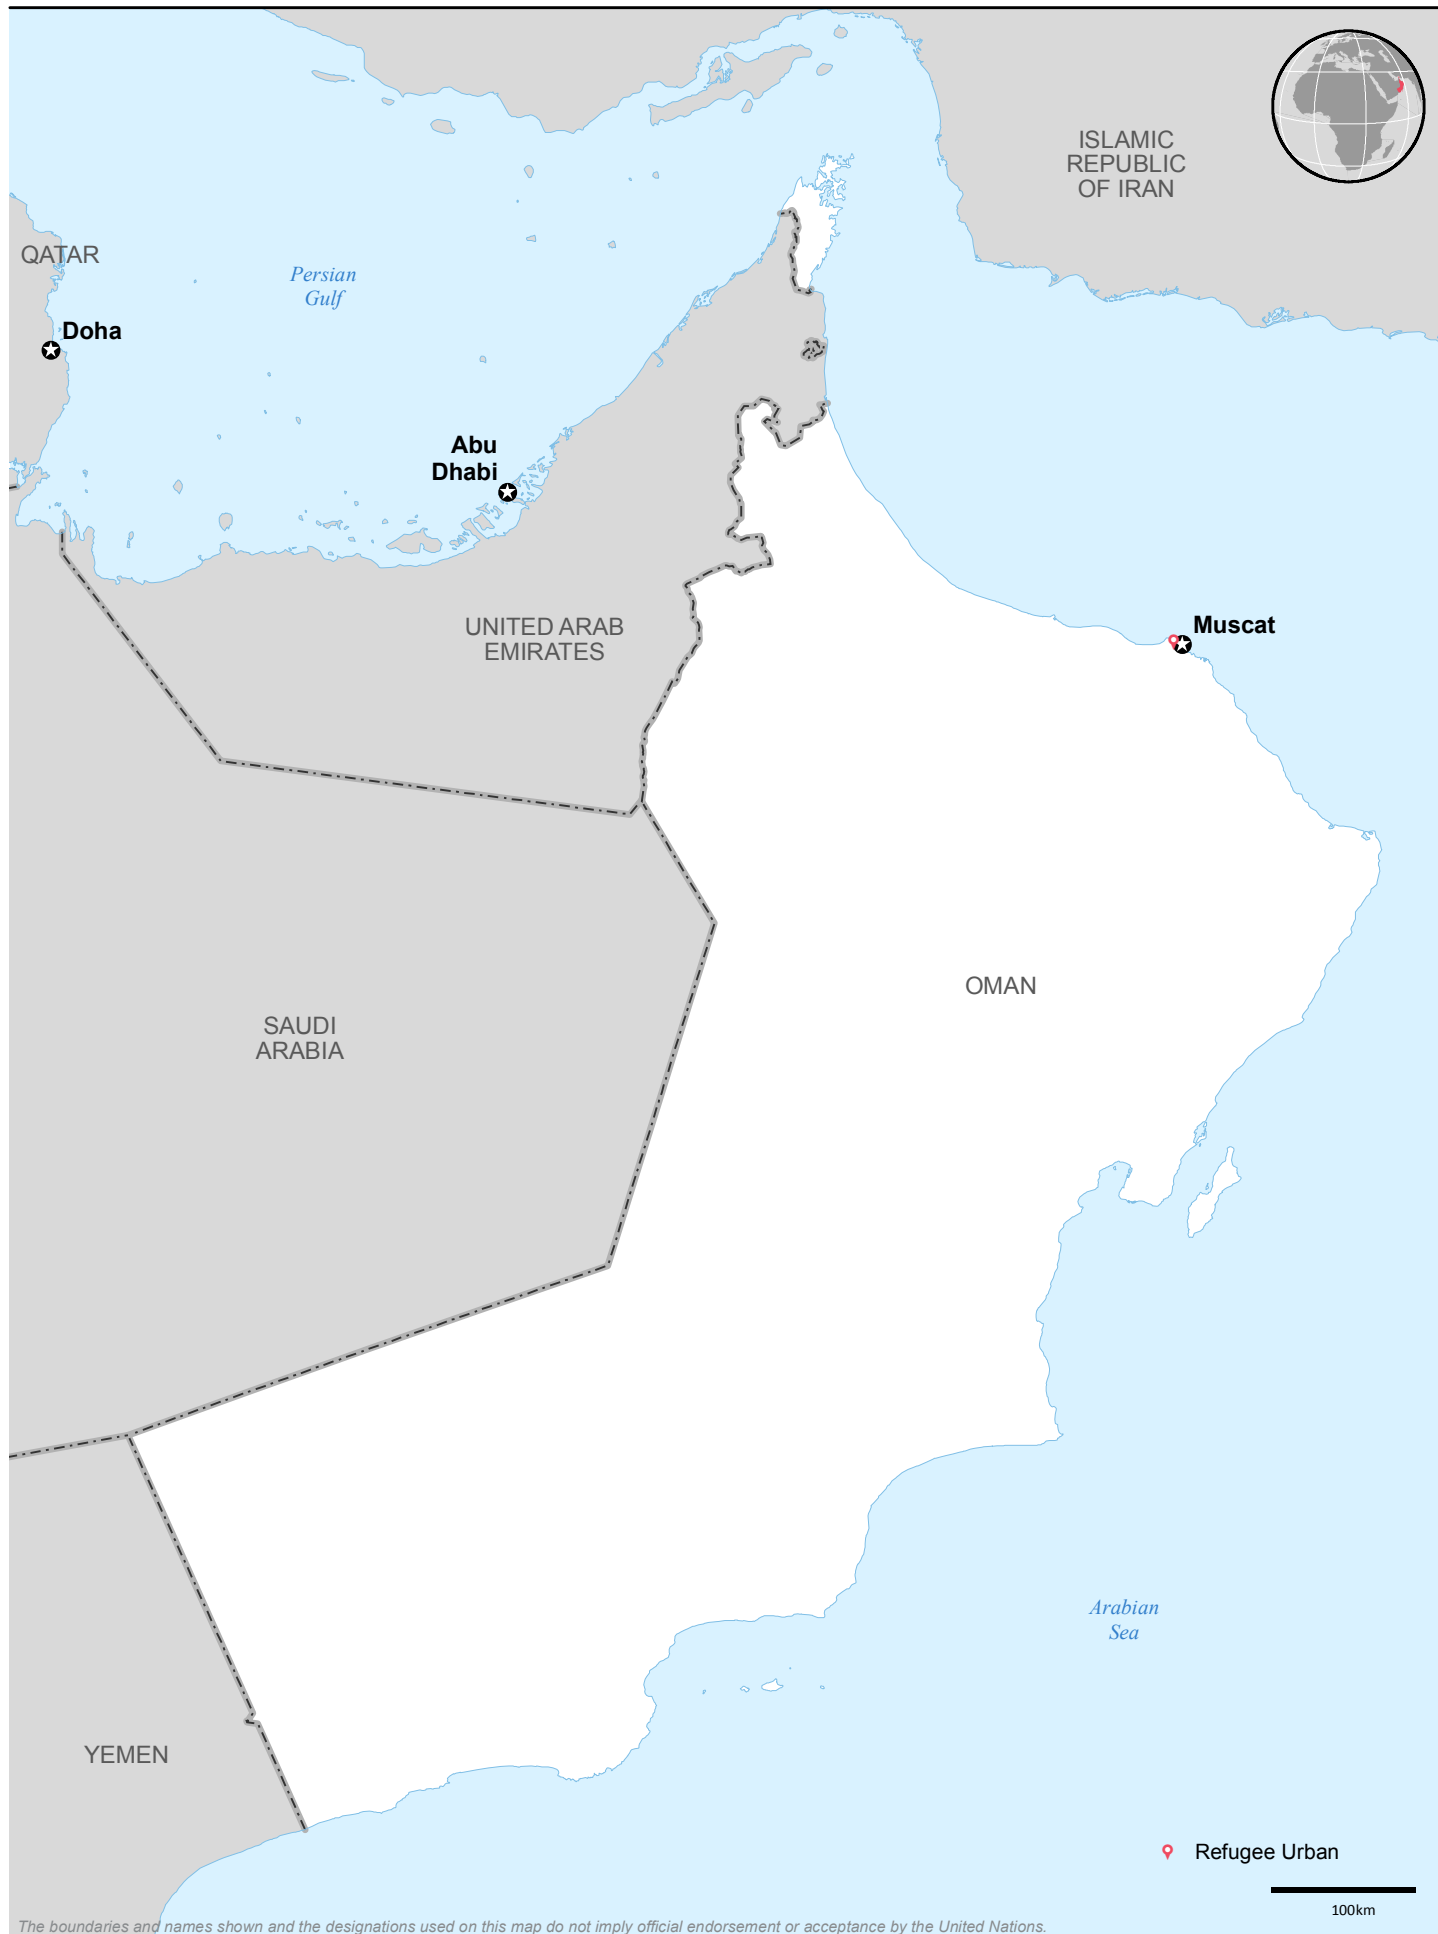 ISLAMIC
REPUBLIC
OF IRAN
QATAR
Persian
Gulf
Doha
Abu
Dhabi
UNITED ARAB
EMIRATES
Muscat
OMAN
SAUDI
ARABIA
Arabian
Sea
YEMEN
Refugee Urban
100km
The boundaries and names shown and the designations used on this map do not imply official endorsement or acceptance by the United Nations.